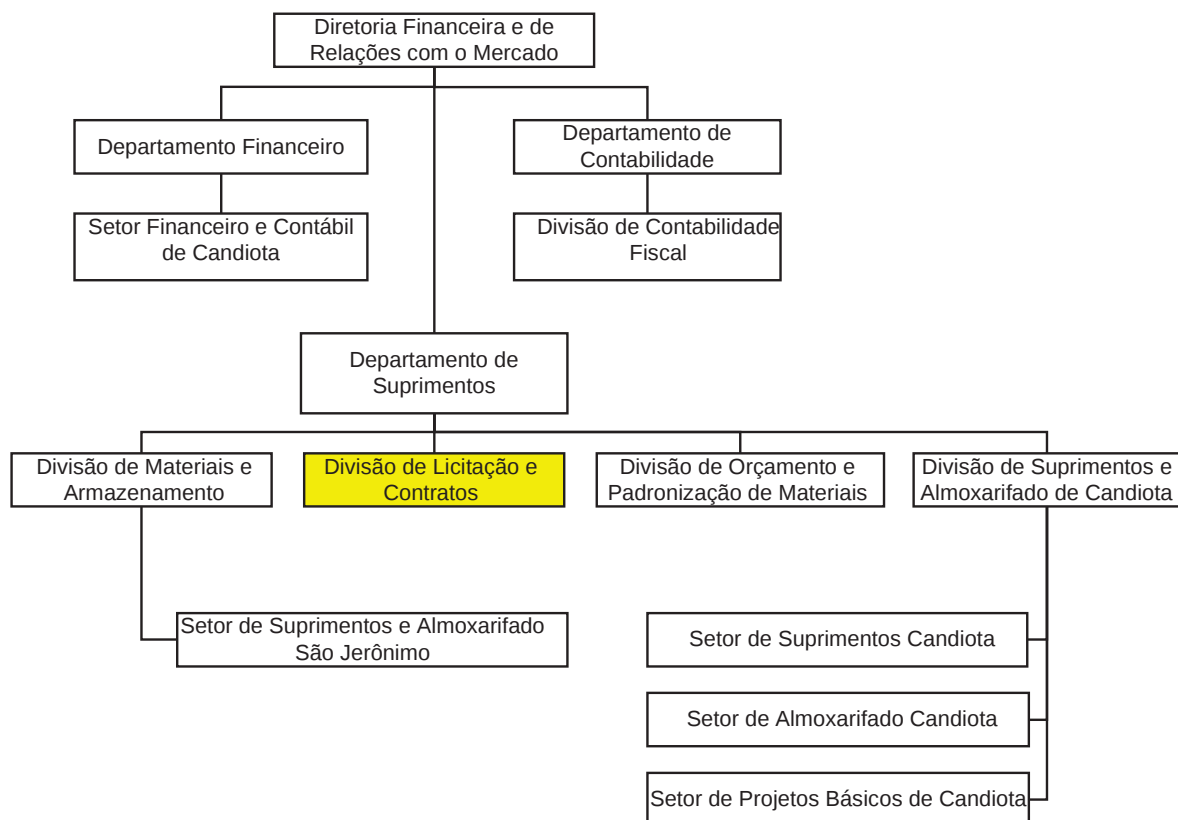 Diretoria Financeira e de
Relações com o Mercado
Departamento Financeiro
Departamento de
Contabilidade
Setor Financeiro e Contábil
de Candiota
Divisão de Contabilidade
Fiscal
Departamento de
Suprimentos
Divisão de Materiais e
Armazenamento
Divisão de Licitação e
Contratos
Divisão de Orçamento e
Padronização de Materiais
Divisão de Suprimentos e
Almoxarifado de Candiota
Setor de Suprimentos e Almoxarifado
São Jerônimo
Setor de Suprimentos Candiota
Setor de Almoxarifado Candiota
Setor de Projetos Básicos de Candiota